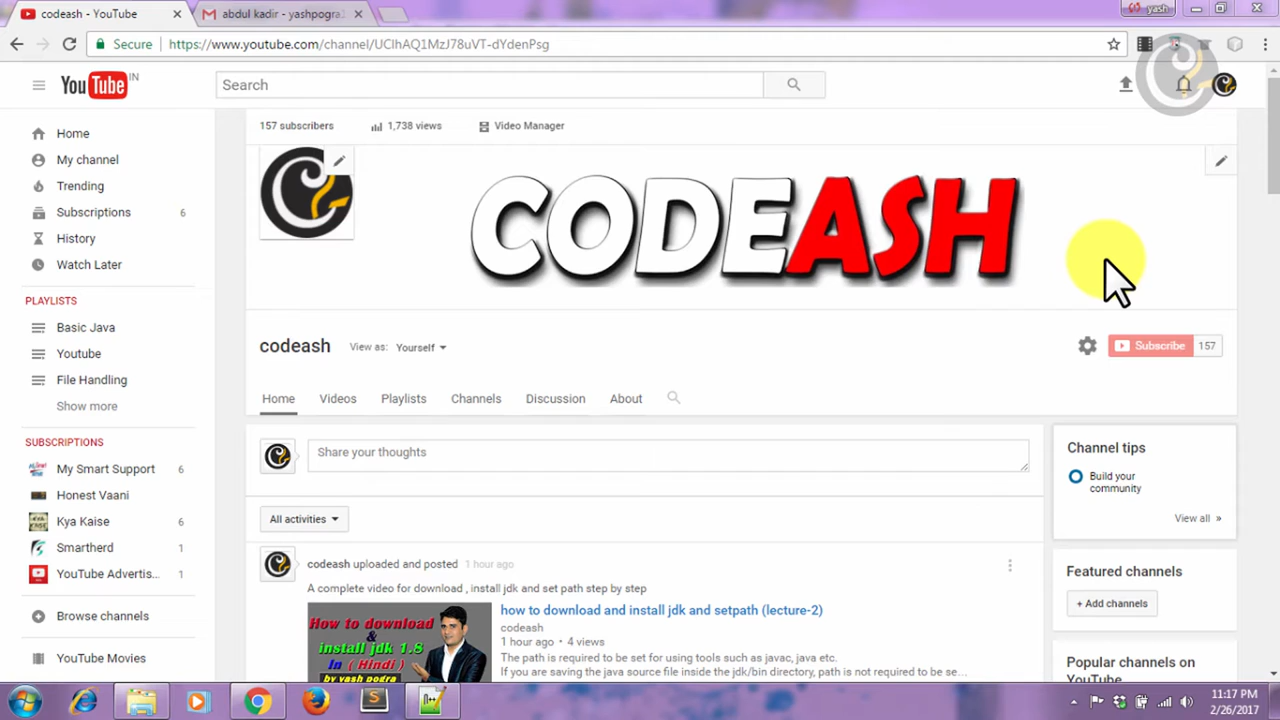 codeash - YouTube
abdul kadir - yashpogra
yash
Secure
https://www.youtube.com/channel/UClhAQ1MzJ78uVT-dYdenPsg
YouTube IN
Search
157 subscribers
1,738 views
Video Manager
Home
My channel
Trending
Subscriptions 6
History
Watch Later
PLAYLISTS
Basic Java
Youtube
File Handling
Show more
SUBSCRIPTIONS
My Smart Support 6
Honest Vaani
Kya Kaise 6
Smartherd 1
YouTube Advertis... 1
Browse channels
YouTube Movies
CODEASH
codeash
View as: Yourself
Subscribe 157
Home Videos Playlists Channels Discussion About
Share your thoughts
All activities
codeash uploaded and posted 1 hour ago
A complete video for download , install jdk and set path step by step
How to download
&
install jdk 1.8
In ( Hindi )
by yash pogra
how to download and install jdk and setpath (lecture-2)
codeash
1 hour ago • 4 views
The path is required to be set for using tools such as javac, java etc.
If you are saving the java source file inside the jdk/bin directory, path is not required to be se...
Channel tips
Build your
community
View all »
Featured channels
+ Add channels
Popular channels on
YouTube
11:17 PM
2/26/2017